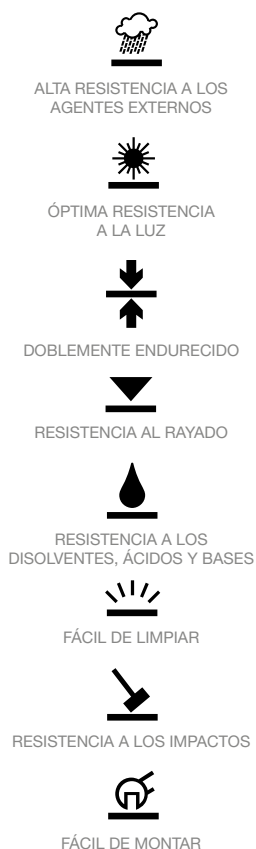 ALTA RESISTENCIA A LOS
AGENTES EXTERNOS
ÓPTIMA RESISTENCIA
A LA LUZ
DOBLEMENTE ENDURECIDO
RESISTENCIA AL RAYADO
RESISTENCIA A LOS
DISOLVENTES, ÁCIDOS Y BASES
FÁCIL DE LIMPIAR
RESISTENCIA A LOS IMPACTOS
FÁCIL DE MONTAR